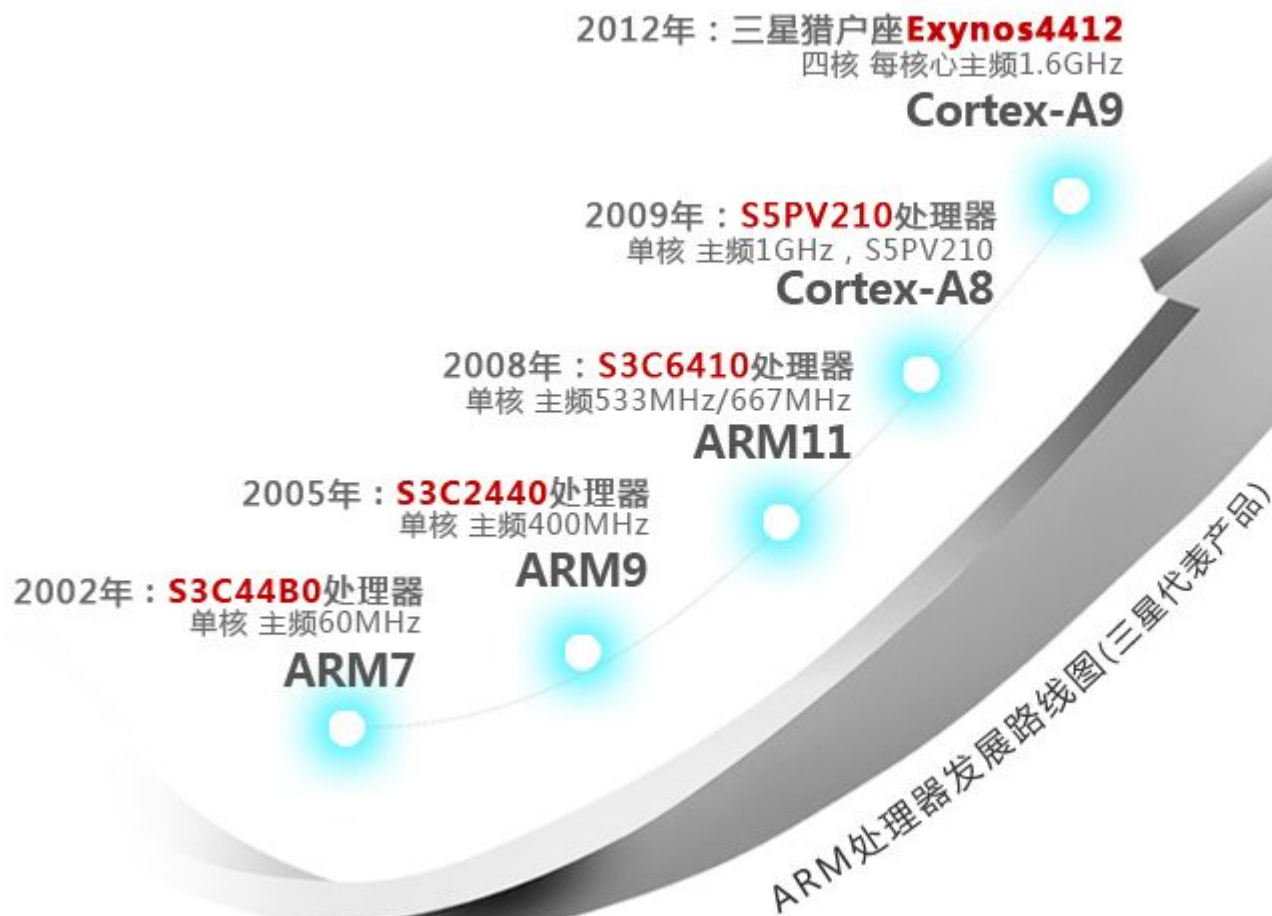 2012年：三星猎户座Exynos4412
四核 每核心主频1.6GHz
Cortex-A9
2009年：S5PV210处理器
单核 主频1GHz，S5PV210
Cortex-A8
2008年：S3C6410处理器
单核 主频533MHz/667MHz
ARM11
2005年：S3C2440处理器
单核 主频400MHz
ARM9
2002年：S3C44B0处理器
单核 主频60MHz
ARM7
ARM处理器发展路线图(三星代表产品)